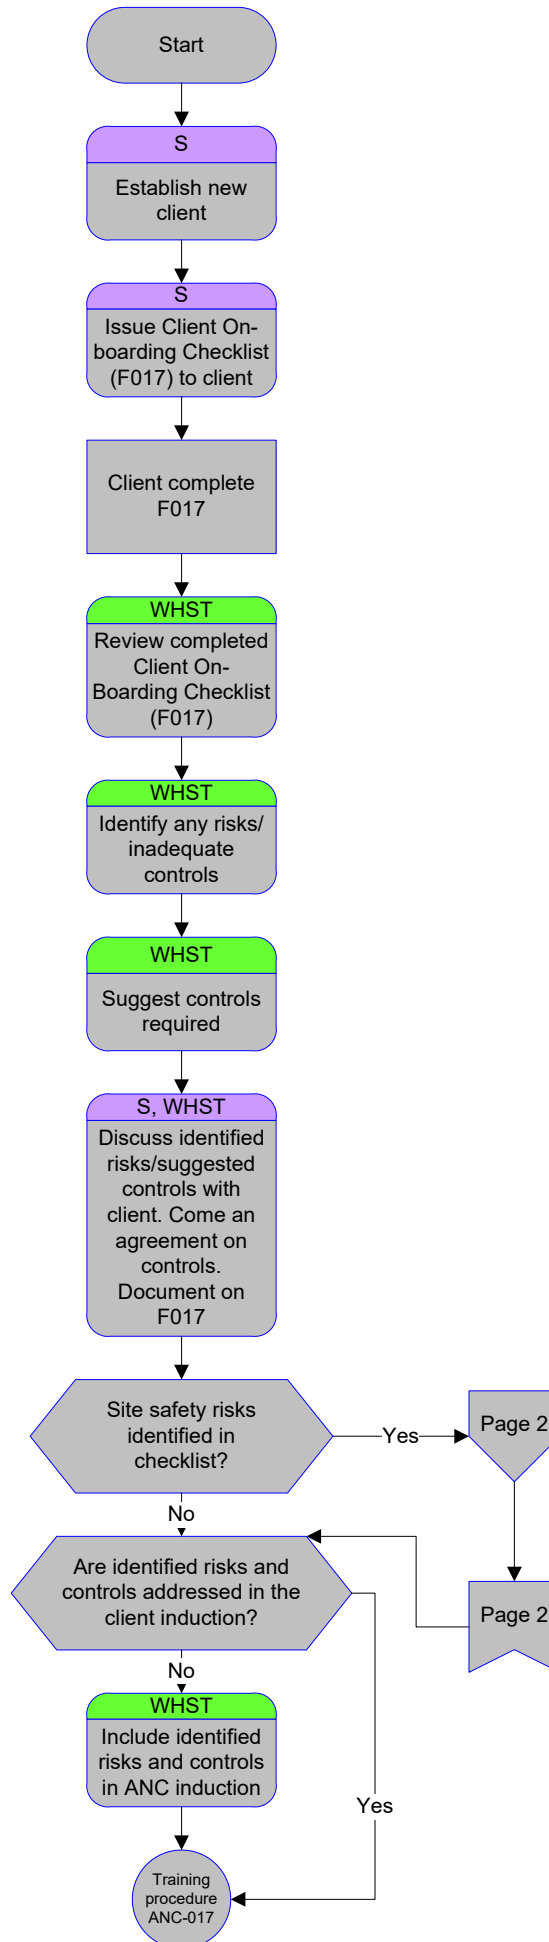 Start
S
Establish new
client
S
Issue Client On-
boarding Checklist
(F017) to client
Client complete
F017
WHST
Review completed
Client On-
Boarding Checklist
(F017)
WHST
Identify any risks/
inadequate
controls
WHST
Suggest controls
required
S, WHST
Discuss identified
risks/suggested
controls with
client. Come an
agreement on
controls.
Document on
F017
Site safety risks
identified in
checklist?
Yes
Page 2
No
Are identified risks and
controls addressed in the
client induction?
Page 2
No
WHST
Include identified
risks and controls
in ANC induction
Yes
Training
procedure
ANC-017